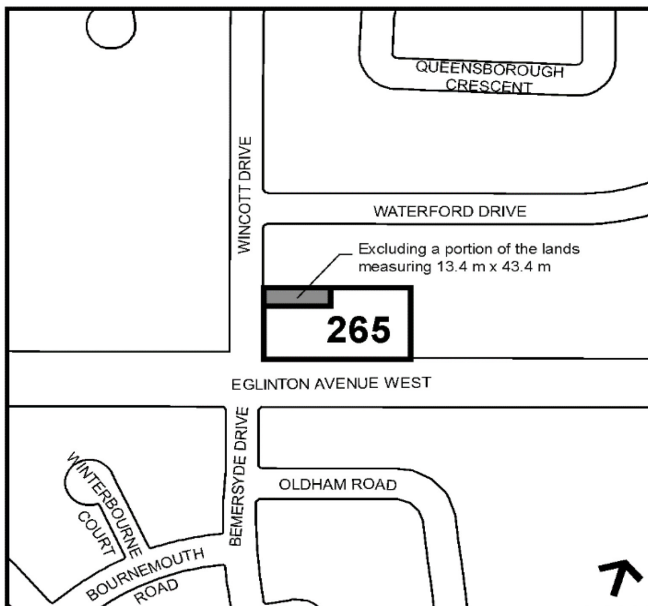 QUEENSBOROUGH
CRESCENT
WINCOTT DRIVE
WATERFORD DRIVE
Excluding a portion of the lands
measuring 13.4 m x 43.4 m
265
EGLINTON AVENUE WEST
BEMERSYDE DRIVE
WINTERBOURNE
COURT
OLDHAM ROAD
BOURNEMOUTH
ROAD